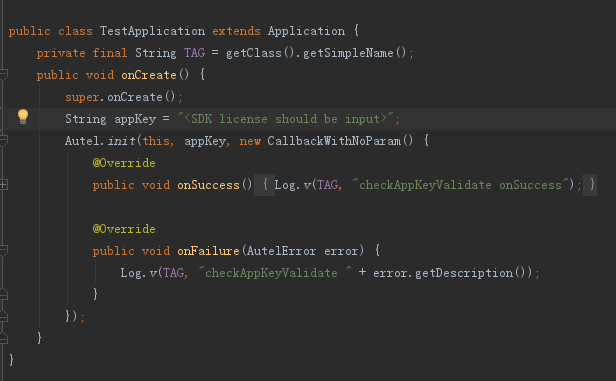 public class TestApplication extends Application {
private final String TAG = getClass().getSimpleName();
public void onCreate() {
super.onCreate();
String appKey = "<SDK license should be input>";
Autel.init(this, appKey, new CallbackWithNoParam() {
@Override
public void onSuccess() { Log.v(TAG, "checkAppKeyValidate onSuccess"); }
@Override
public void onFailure(AutelError error) {
Log.v(TAG, "checkAppKeyValidate " + error.getDescription());
}
});
}
}